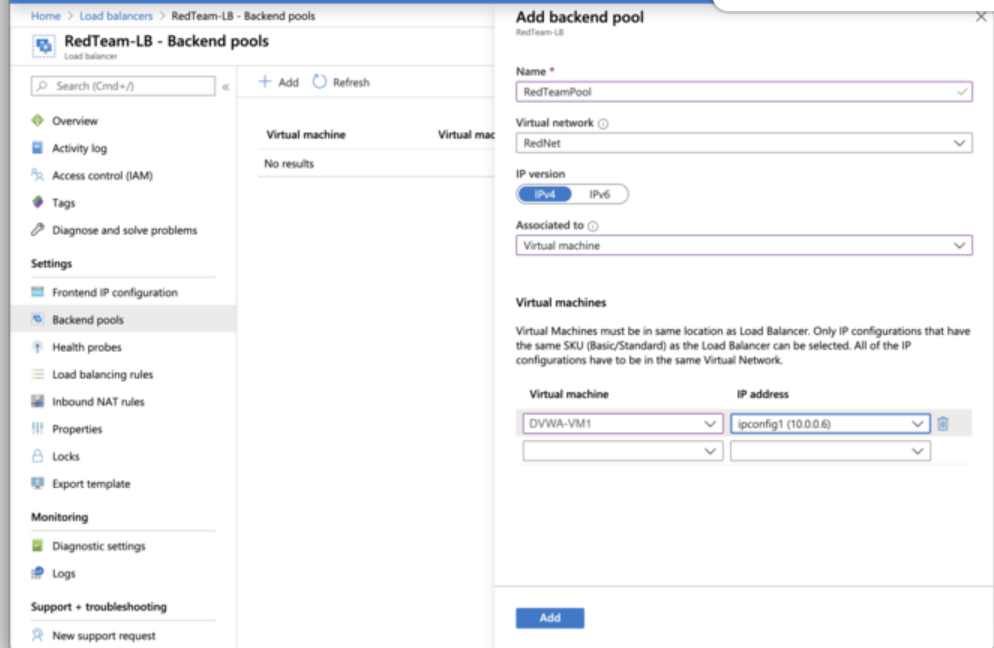 Home > Load balancers > RedTeam-LB - Backend pools
RedTeam-LB - Backend pools
Load balancer
Search (Cmd+/)
«
Overview
Activity log
Access control (IAM)
Tags
Diagnose and solve problems
Settings
Frontend IP configuration
Backend pools
Health probes
Load balancing rules
Inbound NAT rules
Properties
Locks
Export template
Monitoring
Diagnostic settings
Logs
Support + troubleshooting
New support request
Add Refresh
Virtual machine Virtual mac
No results
Add backend pool
RedTeam-LB
Name *
RedTeamPool
Virtual network
RedNet
IP version
IPv4 IPv6
Associated to
Virtual machine
Virtual machines
Virtual Machines must be in same location as Load Balancer. Only IP configurations that have
the same SKU (Basic/Standard) as the Load Balancer can be selected. All of the IP
configurations have to be in the same Virtual Network.
Virtual machine IP address
DVWA-VM1 ipconfig1 (10.0.0.6)
Add